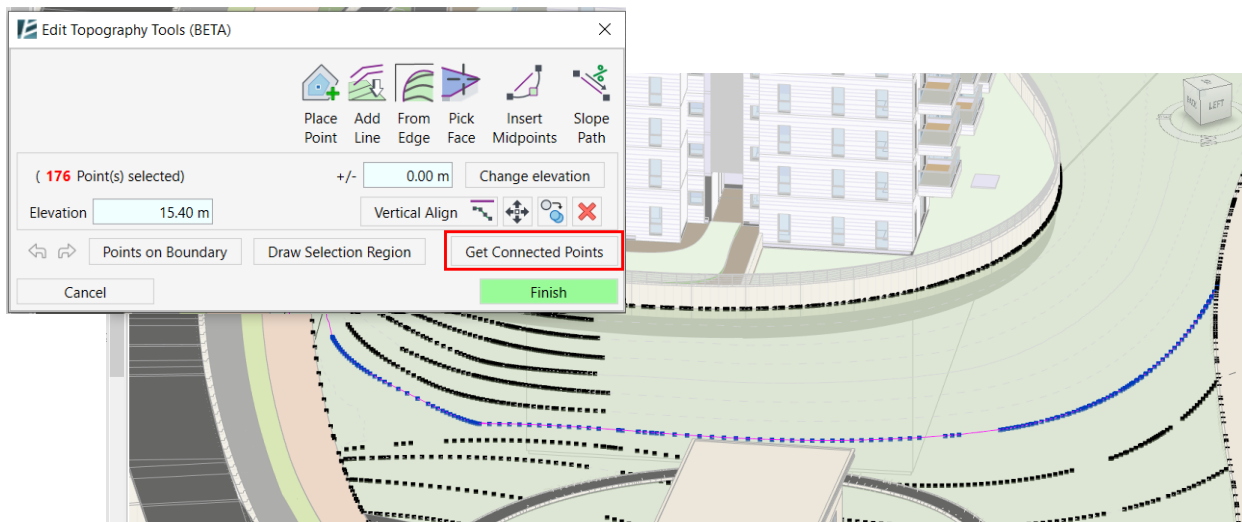 Edit Topography Tools (BETA)
Place Point
Add Line
From Edge
Pick Face
Insert Midpoints
Slope Path
( 176 Point(s) selected)
+/-
0.00 m
Change elevation
Elevation
15.40 m
Vertical Align
Points on Boundary
Draw Selection Region
Get Connected Points
Cancel
Finish
LEFT